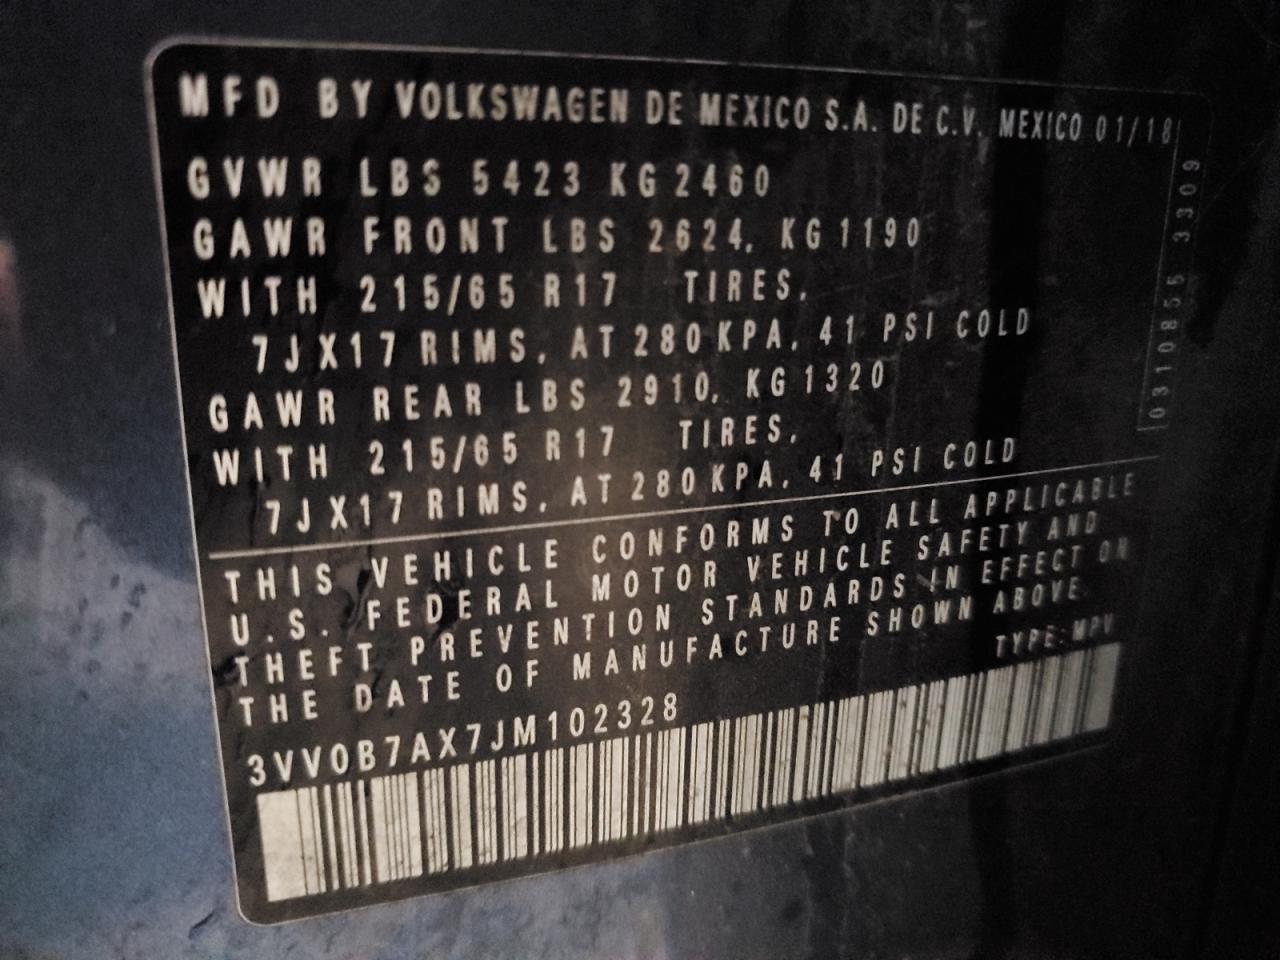 MFD BY VOLKSWAGEN DE MEXICO S.A. DE C.V. MEXICO 01/18
GVWR LBS 5423 KG 2460
GAWR FRONT LBS 2624, KG 1190
WITH 215/65 R17 TIRES,
7JX17 RIMS, AT 280 KPA, 41 PSI COLD
GAWR REAR LBS 2910, KG 1320
WITH 215/65 R17 TIRES,
7JX17 RIMS, AT 280 KPA, 41 PSI COLD
0310855 3309
THIS VEHICLE CONFORMS TO ALL APPLICABLE
U.S. FEDERAL MOTOR VEHICLE SAFETY AND
THEFT PREVENTION STANDARDS IN EFFECT ON
THE DATE OF MANUFACTURE SHOWN ABOVE.
TYPE: MPV
3VV0B7AX7JM102328